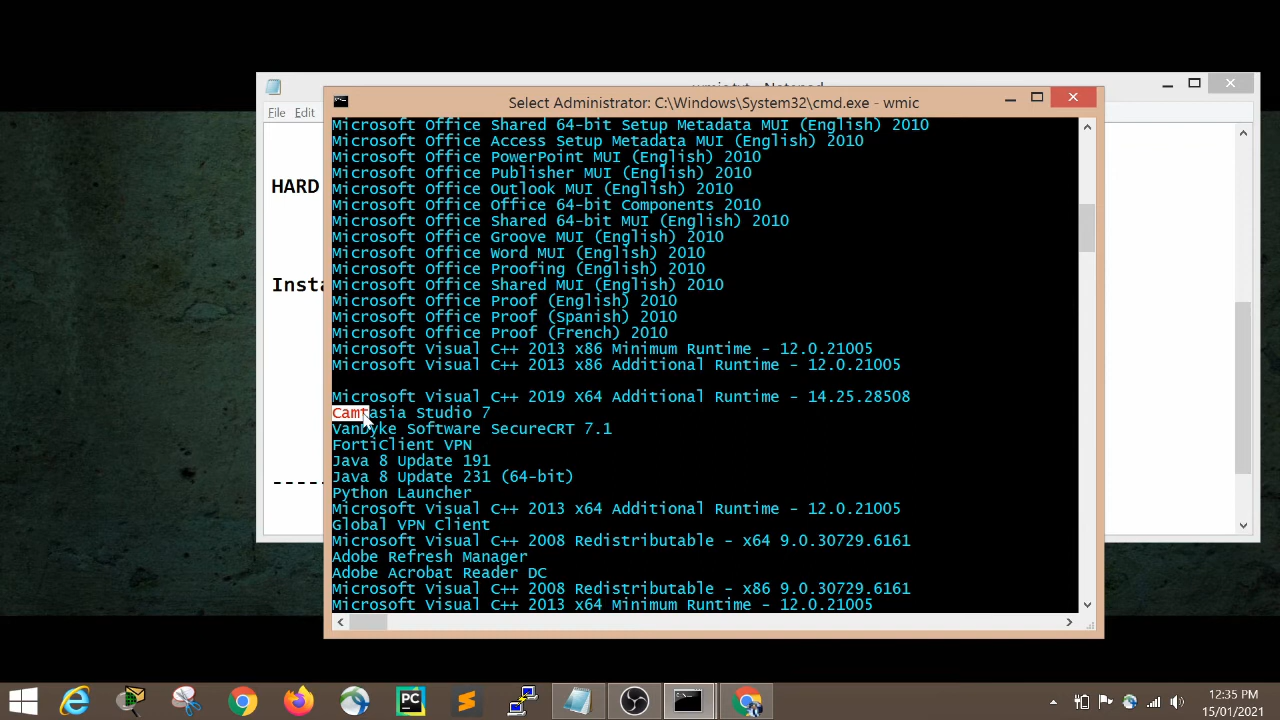 wmic.txt - Notepad
Select Administrator: C:\Windows\System32\cmd.exe - wmic
File Edit
HARD
Insta
-----
Microsoft Office Shared 64-bit Setup Metadata MUI (English) 2010
Microsoft Office Access Setup Metadata MUI (English) 2010
Microsoft Office PowerPoint MUI (English) 2010
Microsoft Office Publisher MUI (English) 2010
Microsoft Office Outlook MUI (English) 2010
Microsoft Office Office 64-bit Components 2010
Microsoft Office Shared 64-bit MUI (English) 2010
Microsoft Office Groove MUI (English) 2010
Microsoft Office Word MUI (English) 2010
Microsoft Office Proofing (English) 2010
Microsoft Office Shared MUI (English) 2010
Microsoft Office Proof (English) 2010
Microsoft Office Proof (Spanish) 2010
Microsoft Office Proof (French) 2010
Microsoft Visual C++ 2013 x86 Minimum Runtime - 12.0.21005
Microsoft Visual C++ 2013 x86 Additional Runtime - 12.0.21005
Microsoft Visual C++ 2019 X64 Additional Runtime - 14.25.28508
Camtasia Studio 7
VanDyke Software SecureCRT 7.1
FortiClient VPN
Java 8 Update 191
Java 8 Update 231 (64-bit)
Python Launcher
Microsoft Visual C++ 2013 x64 Additional Runtime - 12.0.21005
Global VPN Client
Microsoft Visual C++ 2008 Redistributable - x64 9.0.30729.6161
Adobe Refresh Manager
Adobe Acrobat Reader DC
Microsoft Visual C++ 2008 Redistributable - x86 9.0.30729.6161
Microsoft Visual C++ 2013 x64 Minimum Runtime - 12.0.21005
PC
12:35 PM
15/01/2021